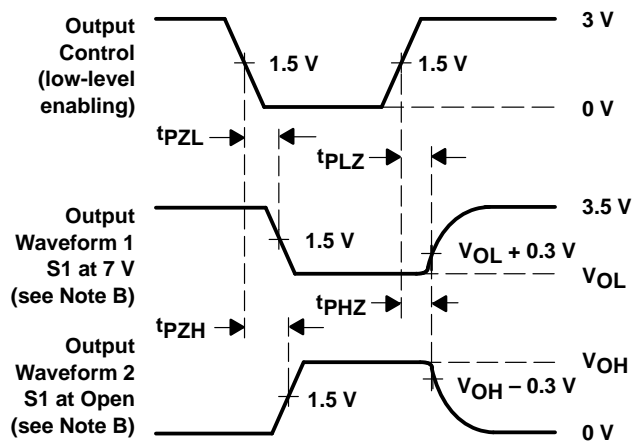 Output
Control
(low-level
enabling)
1.5 V
1.5 V
3 V
0 V
tPZL
tPLZ
Output
Waveform 1
S1 at 7 V
(see Note B)
1.5 V
3.5 V
VOL + 0.3 V
VOL
tPZH
tPHZ
Output
Waveform 2
S1 at Open
(see Note B)
1.5 V
VOH
VOH − 0.3 V
0 V